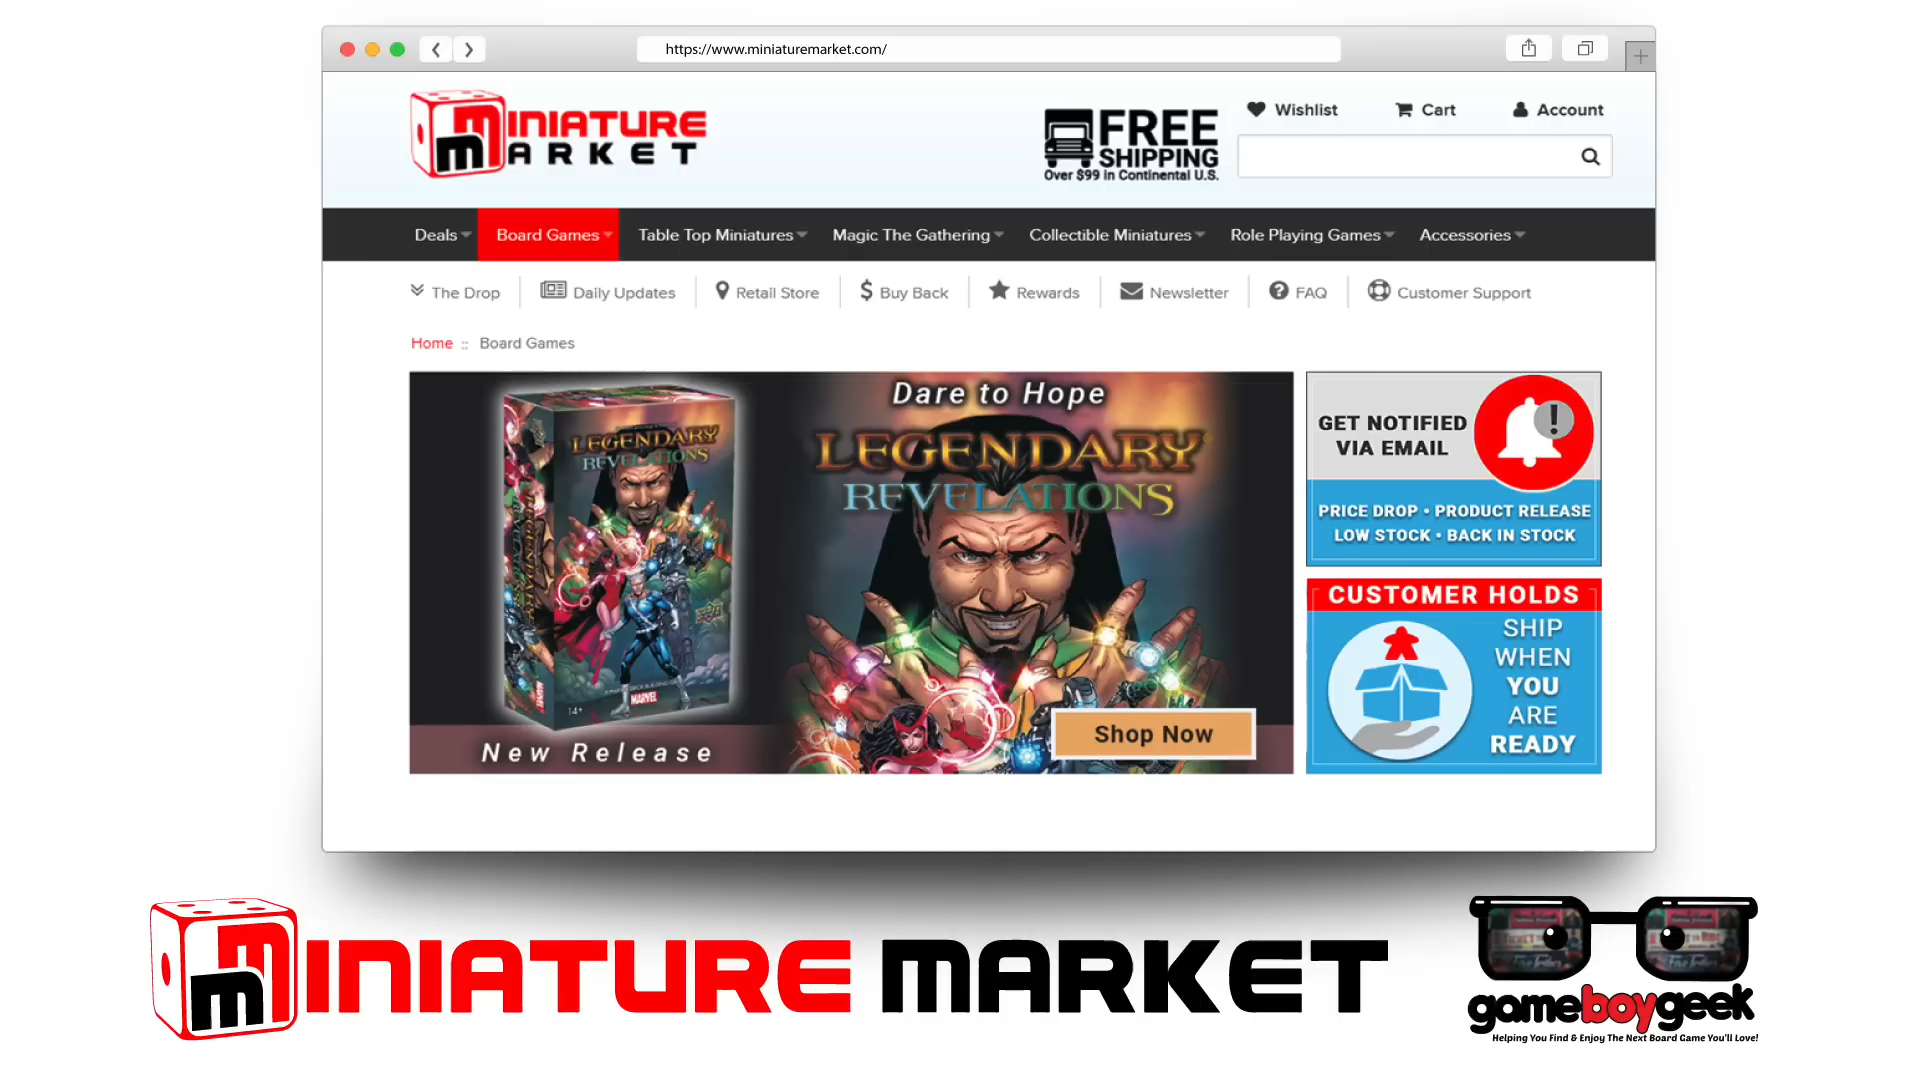 https://www.miniaturemarket.com/
MINIATURE
MARKET
FREE
SHIPPING
Over $99 in Continental U.S.
Wishlist
Cart
Account
Deals
Board Games
Table Top Miniatures
Magic The Gathering
Collectible Miniatures
Role Playing Games
Accessories
The Drop
Daily Updates
Retail Store
Buy Back
Rewards
Newsletter
FAQ
Customer Support
Home :: Board Games
LEGENDARY
REVELATIONS
MARVEL
14+
New Release
Dare to Hope
LEGENDARY
REVELATIONS
Shop Now
GET NOTIFIED
VIA EMAIL
PRICE DROP • PRODUCT RELEASE
LOW STOCK • BACK IN STOCK
CUSTOMER HOLDS
SHIP
WHEN
YOU
ARE
READY
MINIATURE MARKET
gameboygeek
Helping You Find & Enjoy The Next Board Game You'll Love!